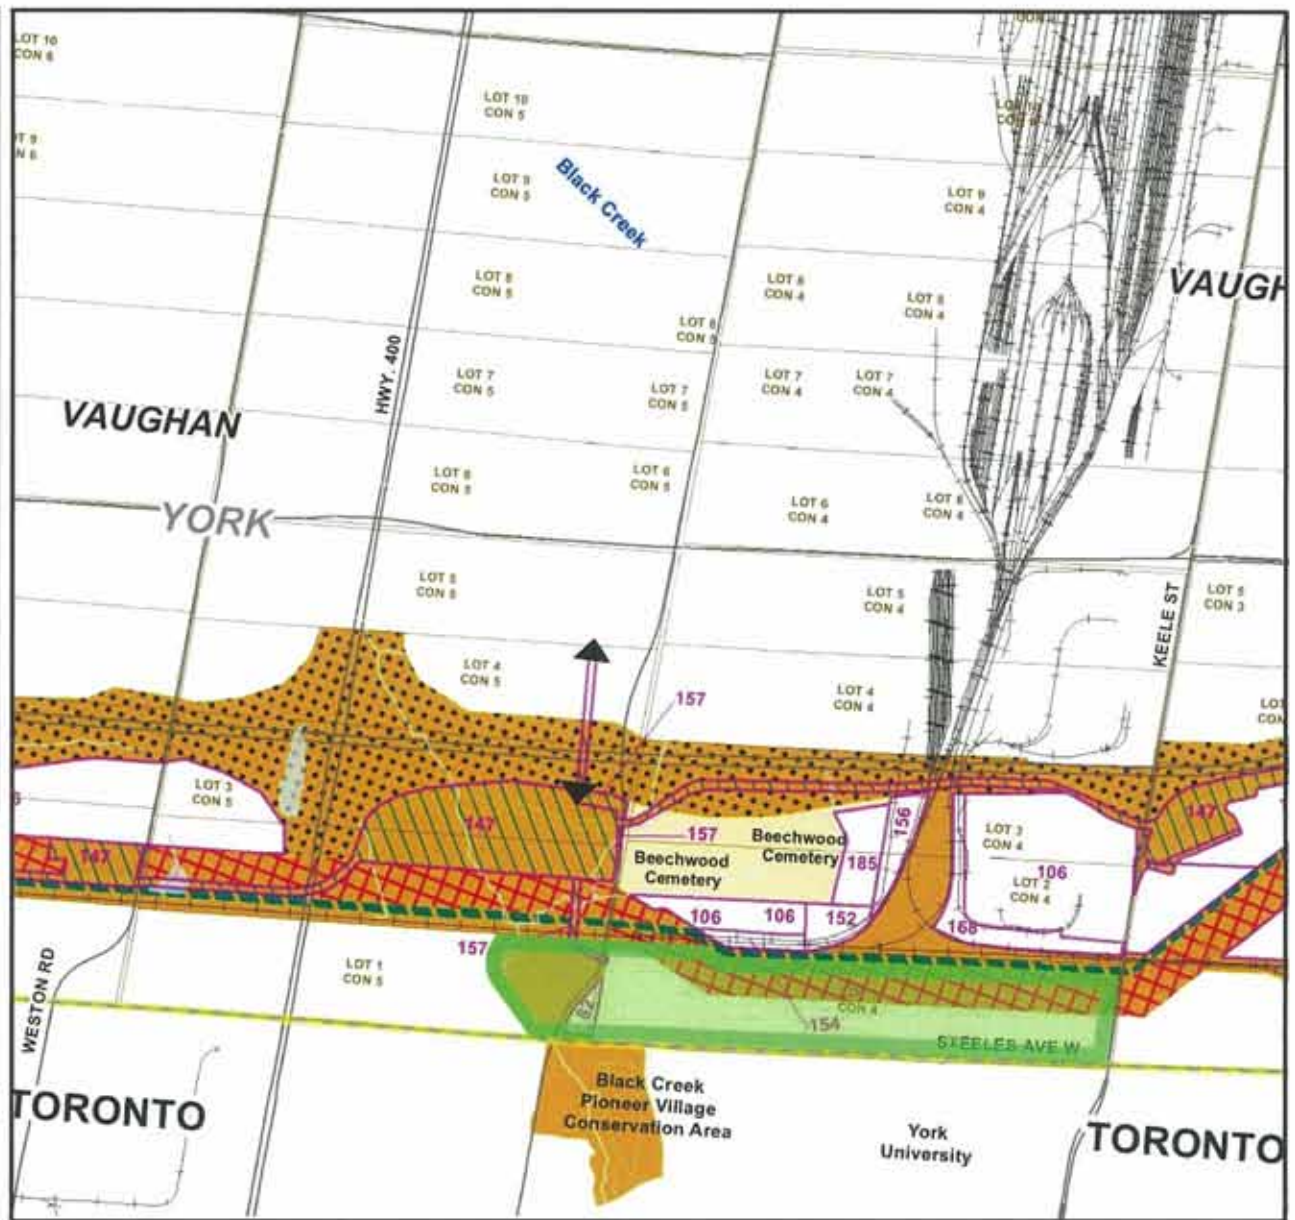 LOT 10
CON 6
LOT 10
CON 5
CON
LOT 9
CON 5
Black Creek
LOT 9
CON 4
VAUGH
LOT 8
CON 5
LOT 8
CON 4
LOT 8
CON 4
LOT 8
CON 5
HWY. 400
LOT 7
CON 5
LOT 7
CON 5
LOT 7
CON 4
LOT 7
CON 4
VAUGHAN
LOT 6
CON 5
LOT 6
CON 5
LOT 6
CON 4
LOT 6
CON 4
YORK
LOT 5
CON 5
LOT 5
CON 4
KEELE ST
LOT 5
CON 3
LOT 4
CON 5
LOT 4
CON 4
157
LOT 3
CON 5
147
157
Beechwood
Cemetery
156
LOT 3
CON 4
147
147
Beechwood
Cemetery
185
106
LOT 2
CON 4
106
106
152
168
157
LOT 1
CON 5
WESTON RD
CON 4
154
STEELES AVE W
TORONTO
Black Creek
Pioneer Village
Conservation Area
York
University
TORONTO